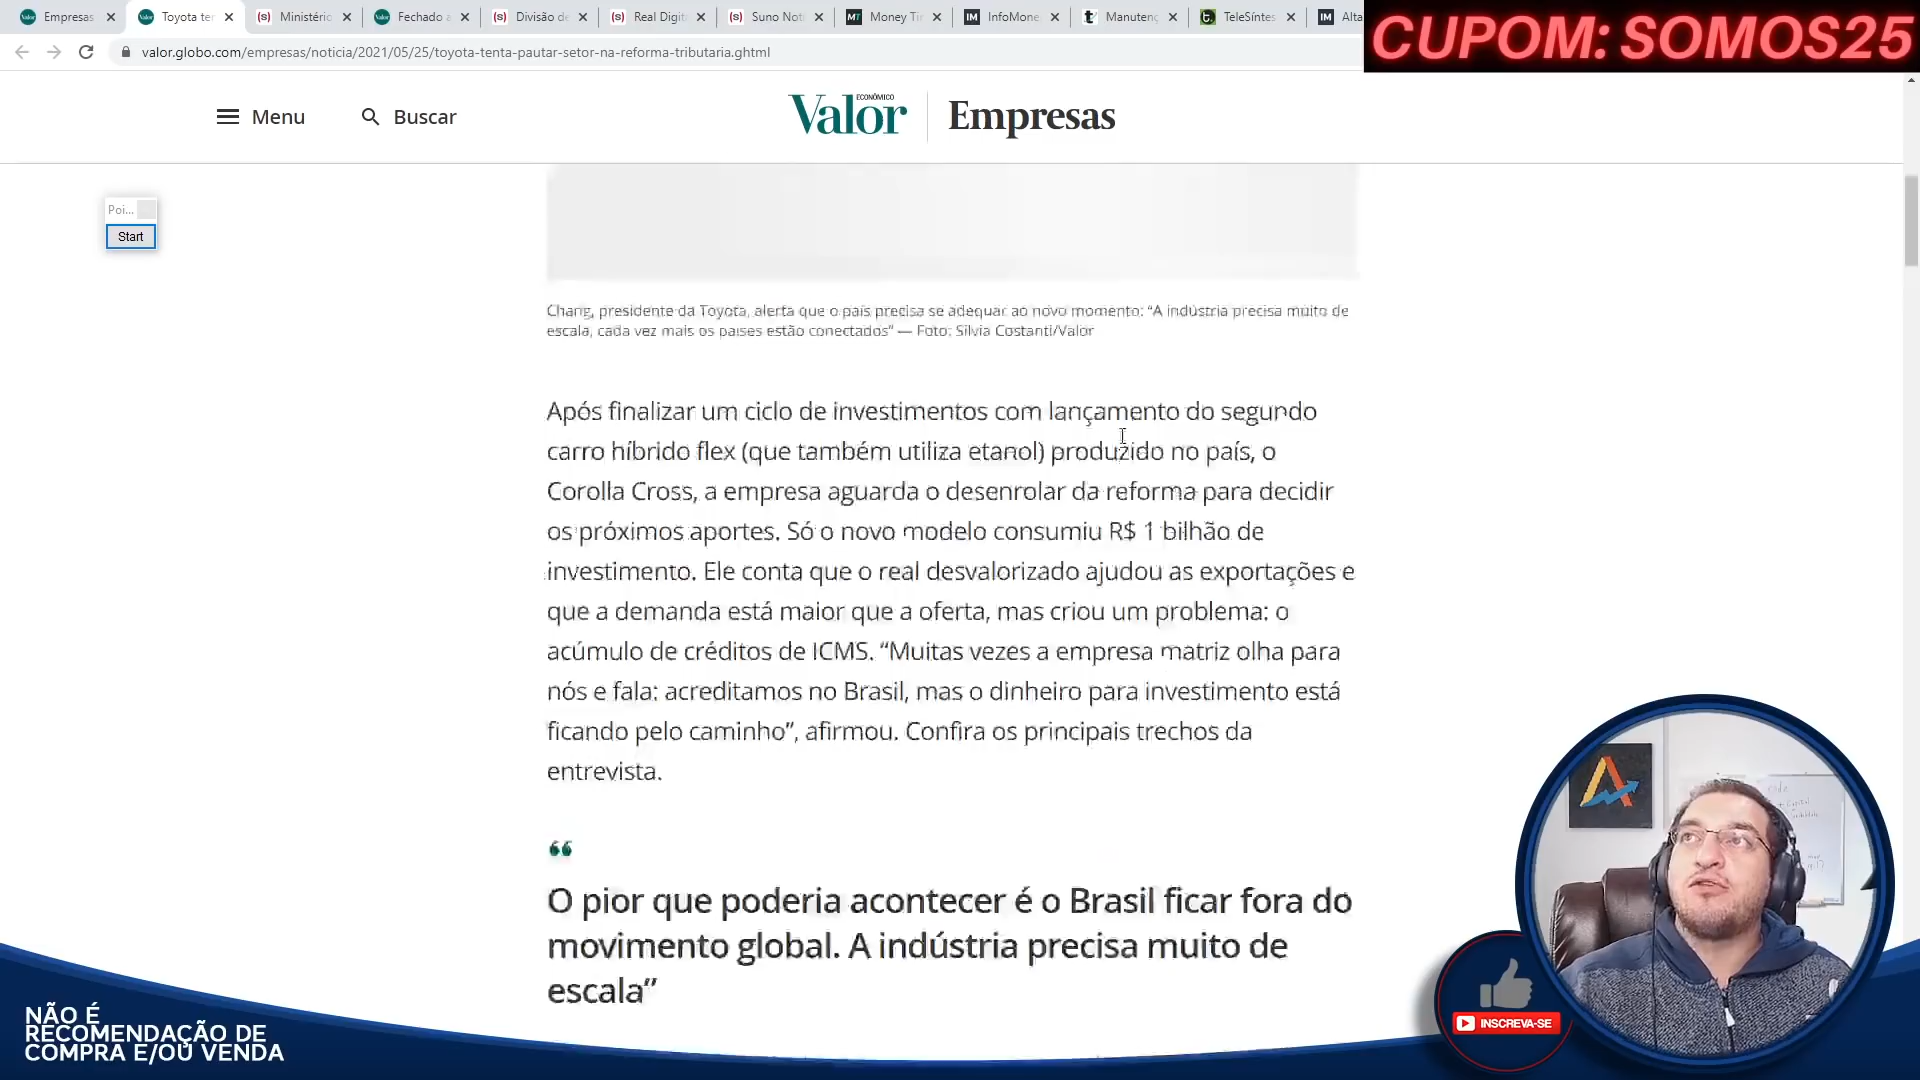 Empresas
Toyota ter
Ministério
Fechado a
Divisão de
Real Digit
Suno Not
MT
Money Tin
IM
InfoMone
Manutenç
TeleSíntes
IM
Alta
CUPOM: SOMOS25
valor.globo.com/empresas/noticia/2021/05/25/toyota-tenta-pautar-setor-na-reforma-tributaria.ghtml
Menu
Buscar
Valor
ECONÔMICO
Empresas
Poi...
Start
Chang, presidente da Toyota, alerta que o país precisa se adequar ao novo momento: “A indústria precisa muito de
escala, cada vez mais os países estão conectados” — Foto: Silvia Costanti/Valor
Após finalizar um ciclo de investimentos com lançamento do segundo
carro híbrido flex (que também utiliza etanol) produzido no país, o
Corolla Cross, a empresa aguarda o desenrolar da reforma para decidir
os próximos aportes. Só o novo modelo consumiu R$ 1 bilhão de
investimento. Ele conta que o real desvalorizado ajudou as exportações e
que a demanda está maior que a oferta, mas criou um problema: o
acúmulo de créditos de ICMS. “Muitas vezes a empresa matriz olha para
nós e fala: acreditamos no Brasil, mas o dinheiro para investimento está
ficando pelo caminho”, afirmou. Confira os principais trechos da
entrevista.
“
O pior que poderia acontecer é o Brasil ficar fora do
movimento global. A indústria precisa muito de
escala”
NÃO É
RECOMENDAÇÃO DE
COMPRA E/OU VENDA
INSCREVA-SE